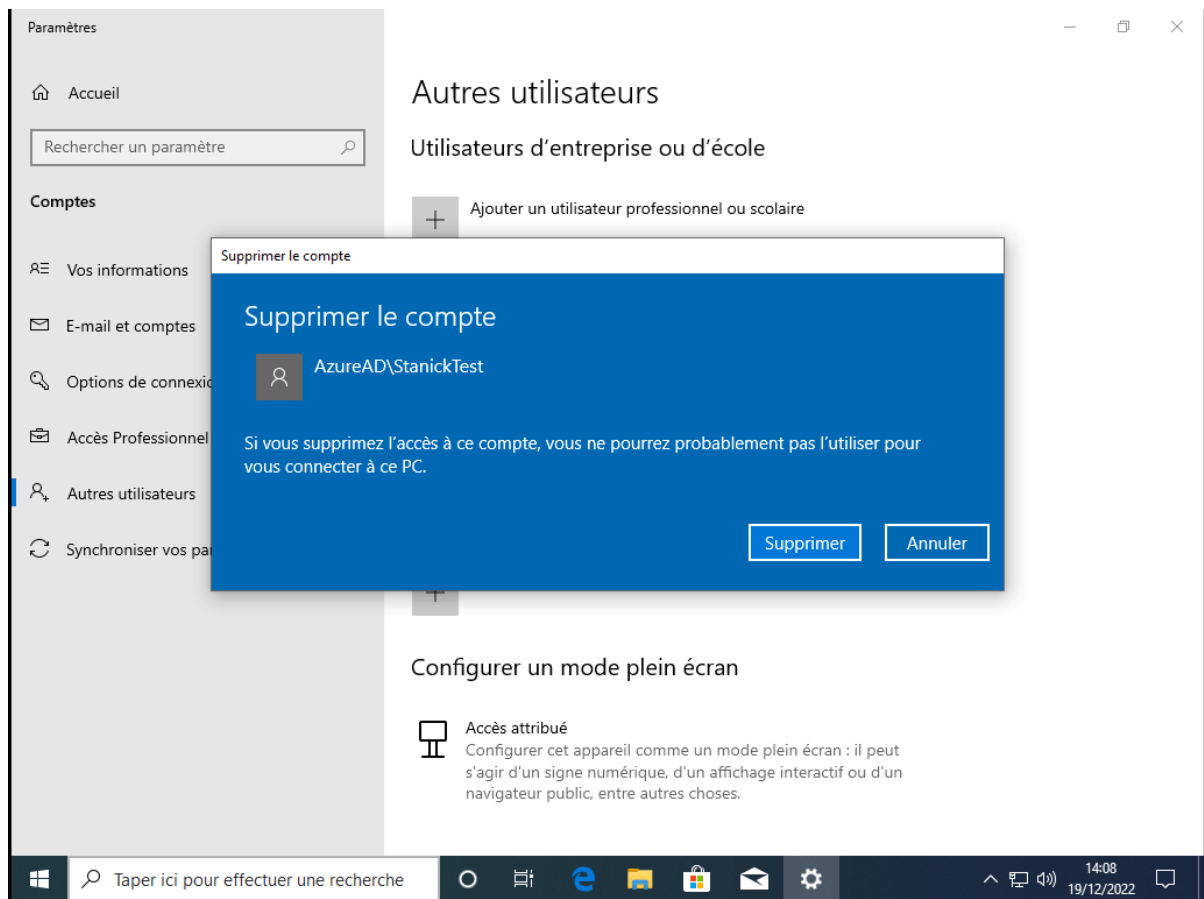 Paramètres
Accueil
Rechercher un paramètre
Comptes
Vos informations
E-mail et comptes
Options de connexio
Accès Professionnel
Autres utilisateurs
Synchroniser vos par
Autres utilisateurs
Utilisateurs d’entreprise ou d’école
Ajouter un utilisateur professionnel ou scolaire
Supprimer le compte
Supprimer le compte
AzureAD\StanickTest
Si vous supprimez l’accès à ce compte, vous ne pourrez probablement pas l’utiliser pour
vous connecter à ce PC.
Supprimer
Annuler
Configurer un mode plein écran
Accès attribué
Configurer cet appareil comme un mode plein écran : il peut
s'agir d'un signe numérique, d'un affichage interactif ou d'un
navigateur public, entre autres choses.
Taper ici pour effectuer une recherche
14:08
19/12/2022